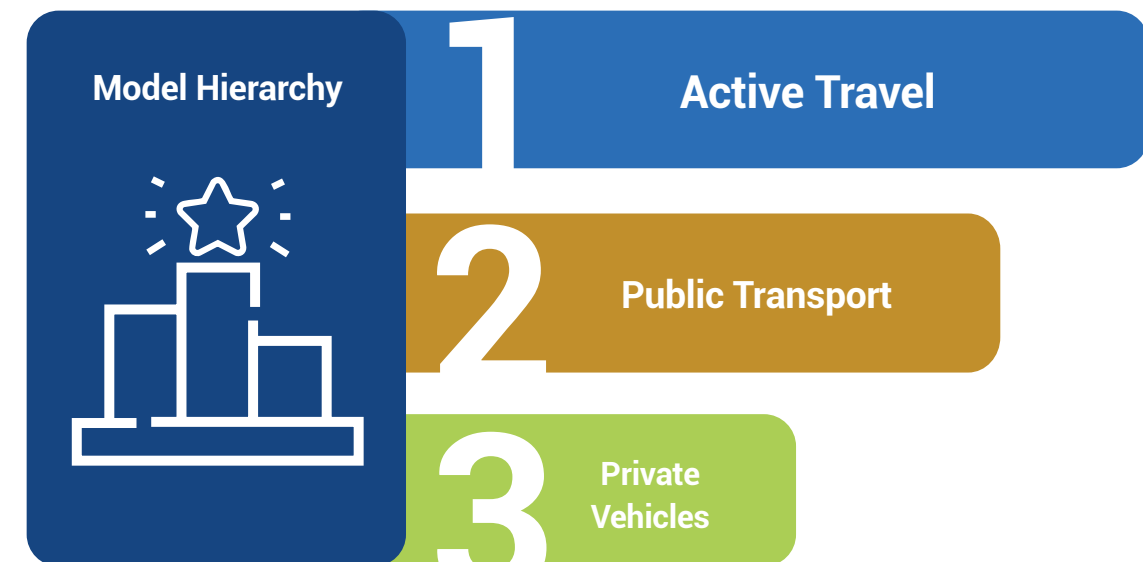 Model Hierarchy
1
Active Travel
2
Public Transport
3
Private
Vehicles